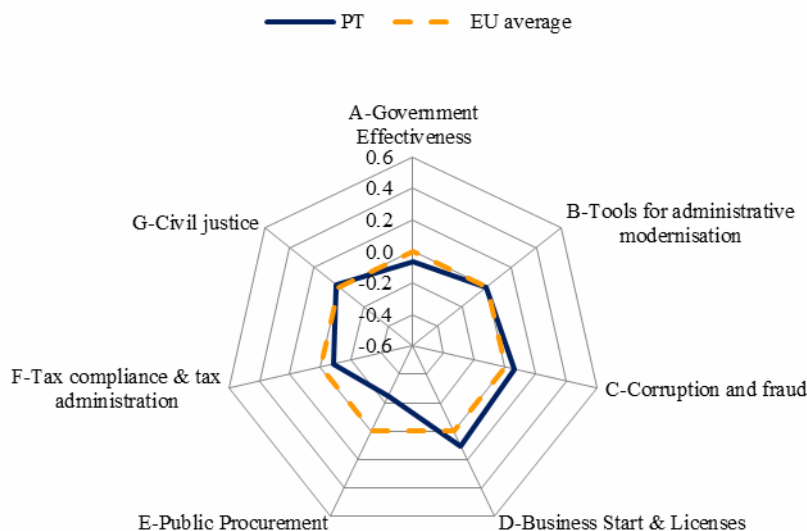 PT
EU average
A-Government
Effectiveness
0.6
0.4
0.2
0.0
-0.2
-0.4
-0.6
B-Tools for administrative
modernisation
C-Corruption and fraud
D-Business Start & Licenses
E-Public Procurement
F-Tax compliance & tax
administration
G-Civil justice